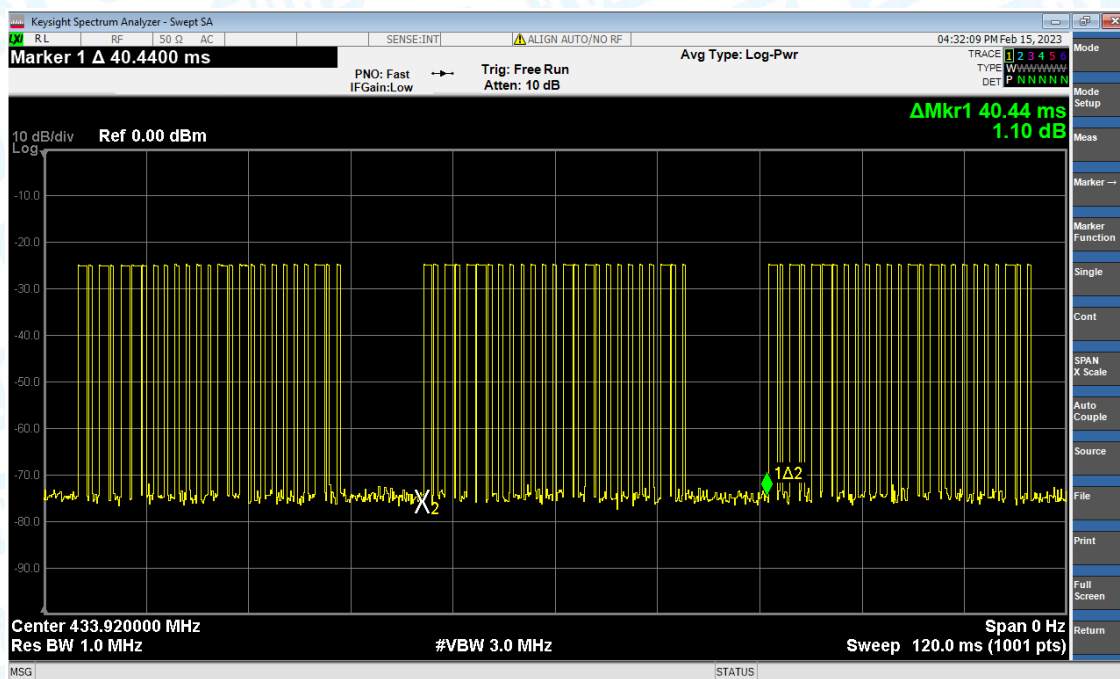 Keysight Spectrum Analyzer - Swept SA
LXI RL RF 50 Ω AC SENSE:INT ALIGN AUTO/NO RF 04:32:09 PM Feb 15, 2023
Marker 1 Δ 40.4400 ms
PNO: Fast
IFGain:Low
Trig: Free Run
Atten: 10 dB
Avg Type: Log-Pwr
TRACE 1 2 3 4 5 6
TYPE WWWWWW
DET P N N N N N
ΔMkr1 40.44 ms
1.10 dB
10 dB/div Ref 0.00 dBm
Log
-10.0
-20.0
-30.0
-40.0
-50.0
-60.0
-70.0
-80.0
-90.0
1Δ2
X2
Center 433.920000 MHz
Res BW 1.0 MHz
#VBW 3.0 MHz
Span 0 Hz
Sweep 120.0 ms (1001 pts)
MSG
STATUS
Mode
Mode
Setup
Meas
Marker →
Marker
Function
Single
Cont
SPAN
X Scale
Auto
Couple
Source
File
Print
Full
Screen
Return